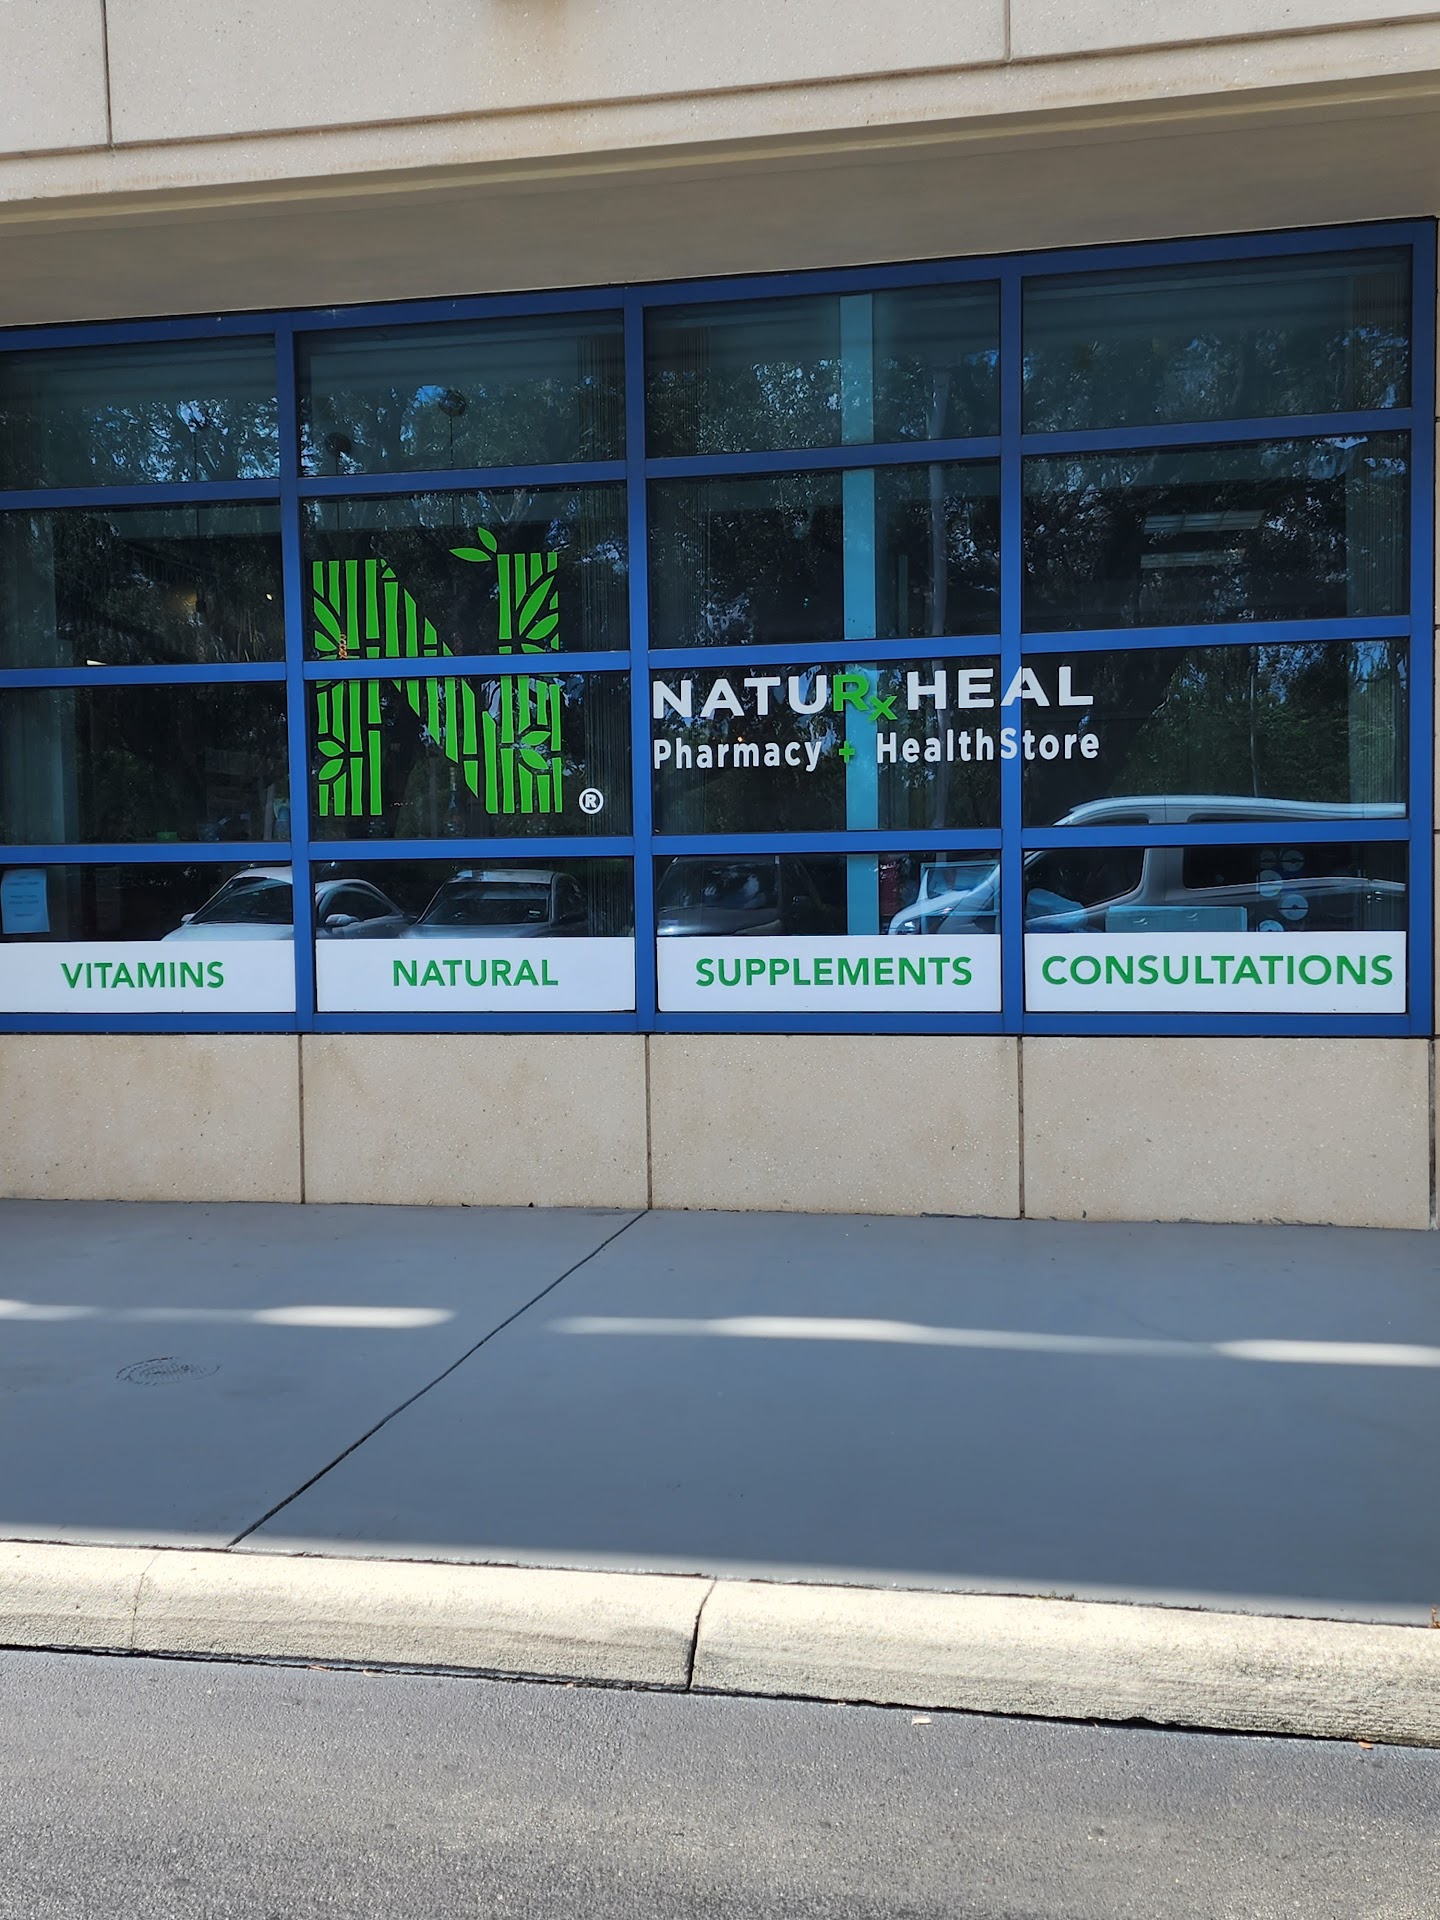 N®
NATURxHEAL
Pharmacy + HealthStore
VITAMINS
NATURAL
SUPPLEMENTS
CONSULTATIONS